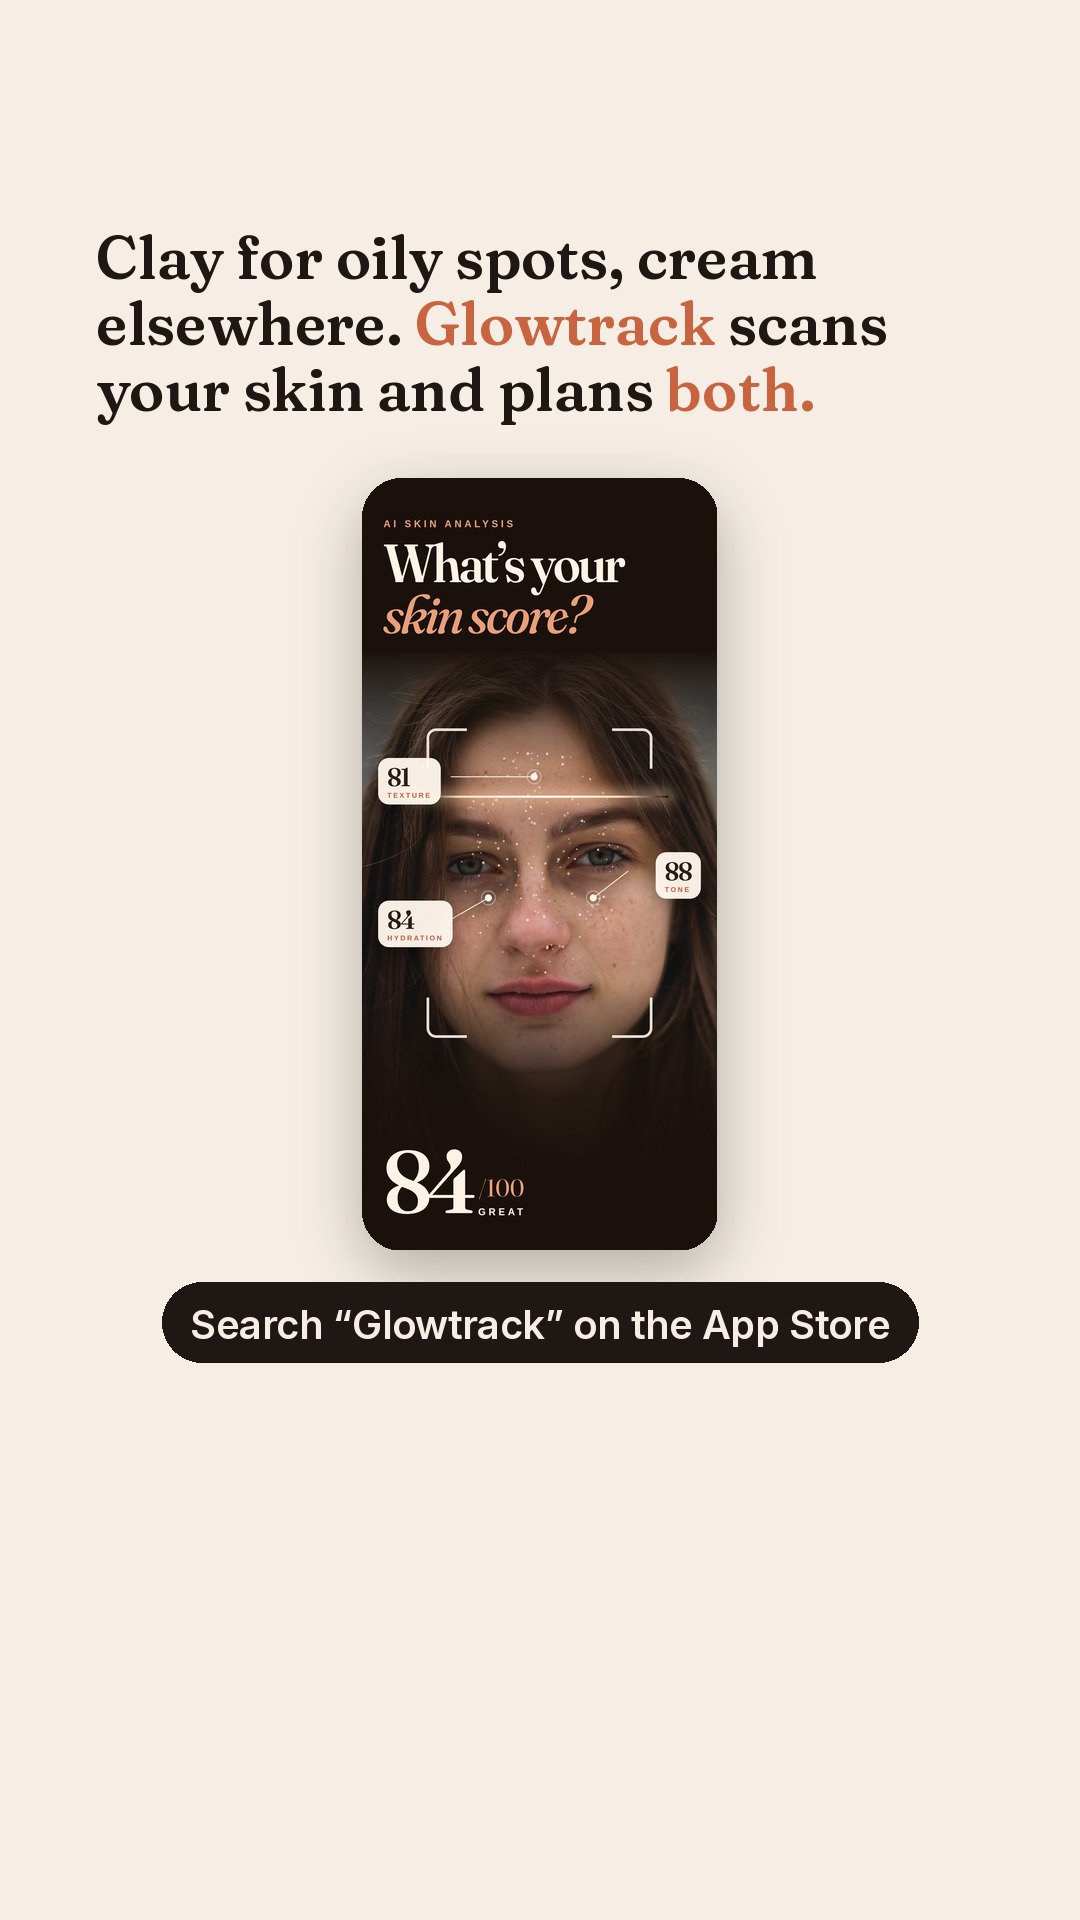 Clay for oily spots, cream
elsewhere. Glowtrack scans
your skin and plans both.
AI SKIN ANALYSIS
What's your
skin score?
81
TEXTURE
88
TONE
84
HYDRATION
84 /100
GREAT
Search “Glowtrack” on the App Store